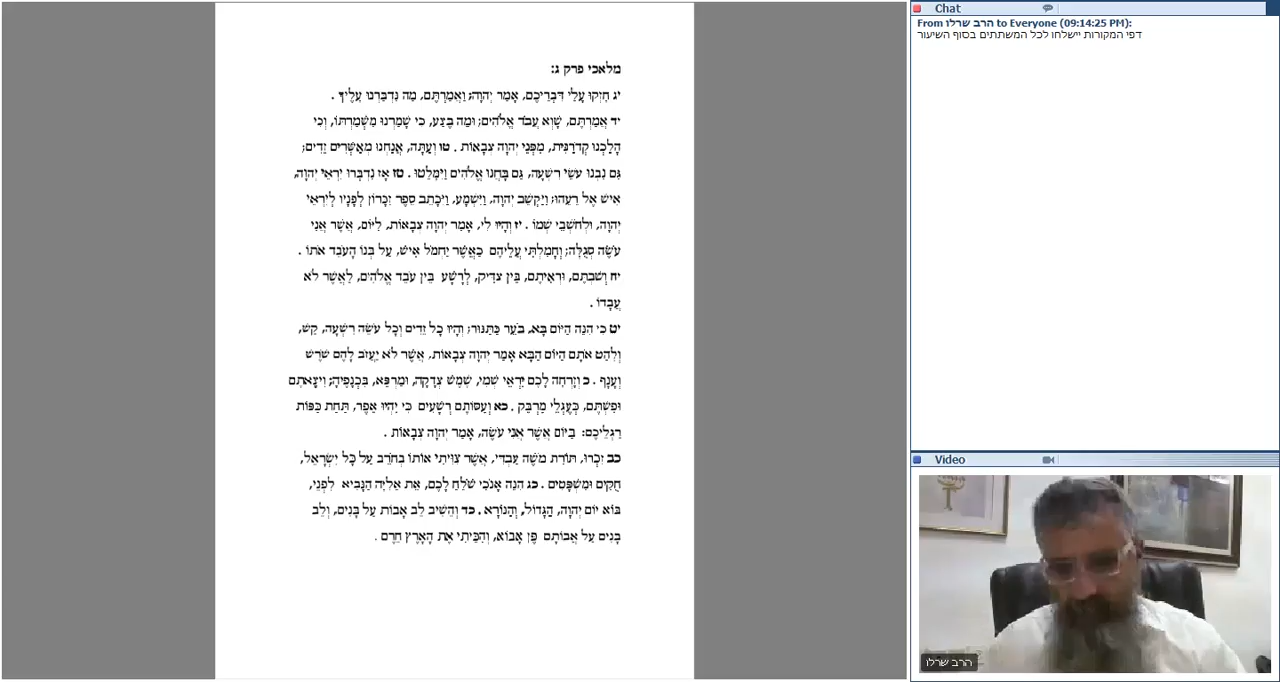 מלאכי פרק ג:
יג חִזְקוּ עָלַי דִּבְרֵיכֶם, אָמַר יְהוָה; וַאֲמַרְתֶּם, מַה נִּדְבַּרְנוּ עָלֶיךָ .
יד אֲמַרְתֶּם, שָׁוְא עֲבֹד אֱלֹהִים; וּמַה בֶּצַע, כִּי שָׁמַרְנוּ מִשְׁמַרְתּוֹ, וְכִי
הָלַכְנוּ קְדֹרַנִּית, מִפְּנֵי יְהוָה צְבָאוֹת . טו וְעַתָּה, אֲנַחְנוּ מְאַשְּׁרִים זֵדִים;
גַּם נִבְנוּ עֹשֵׂי רִשְׁעָה, גַּם בָּחֲנוּ אֱלֹהִים וַיִּמָּלֵטוּ . טז אָז נִדְבְּרוּ יִרְאֵי יְהוָה,
אִישׁ אֶל רֵעֵהוּ; וַיַּקְשֵׁב יְהוָה, וַיִּשְׁמָע, וַיִּכָּתֵב סֵפֶר זִכָּרוֹן לְפָנָיו לְיִרְאֵי
יְהוָה, וּלְחֹשְׁבֵי שְׁמוֹ . יז וְהָיוּ לִי, אָמַר יְהוָה צְבָאוֹת, לַיּוֹם, אֲשֶׁר אֲנִי
עֹשֶׂה סְגֻלָּה; וְחָמַלְתִּי עֲלֵיהֶם כַּאֲשֶׁר יַחְמֹל אִישׁ, עַל בְּנוֹ הָעֹבֵד אֹתוֹ .
יח וְשַׁבְתֶּם, וּרְאִיתֶם, בֵּין צַדִּיק, לְרָשָׁע בֵּין עֹבֵד אֱלֹהִים, לַאֲשֶׁר לֹא
עֲבָדוֹ .
יט כִּי הִנֵּה הַיּוֹם בָּא, בֹּעֵר כַּתַּנּוּר; וְהָיוּ כָל זֵדִים וְכָל עֹשֵׂה רִשְׁעָה, קַשׁ,
וְלִהַט אֹתָם הַיּוֹם הַבָּא אָמַר יְהוָה צְבָאוֹת, אֲשֶׁר לֹא יַעֲזֹב לָהֶם שֹׁרֶשׁ
וְעָנָף . כ וְזָרְחָה לָכֶם יִרְאֵי שְׁמִי, שֶׁמֶשׁ צְדָקָה, וּמַרְפֵּא, בִּכְנָפֶיהָ; וִיצָאתֶם
וּפִשְׁתֶּם, כְּעֶגְלֵי מַרְבֵּק . כא וְעַסּוֹתֶם רְשָׁעִים כִּי יִהְיוּ אֵפֶר, תַּחַת כַּפּוֹת
רַגְלֵיכֶם: בַּיּוֹם אֲשֶׁר אֲנִי עֹשֶׂה, אָמַר יְהוָה צְבָאוֹת .
כב זִכְרוּ, תּוֹרַת מֹשֶׁה עַבְדִּי, אֲשֶׁר צִוִּיתִי אוֹתוֹ בְחֹרֵב עַל כָּל יִשְׂרָאֵל,
חֻקִּים וּמִשְׁפָּטִים . כג הִנֵּה אָנֹכִי שֹׁלֵחַ לָכֶם, אֵת אֵלִיָּה הַנָּבִיא לִפְנֵי,
בּוֹא יוֹם יְהוָה, הַגָּדוֹל, וְהַנּוֹרָא . כד וְהֵשִׁיב לֵב אָבוֹת עַל בָּנִים, וְלֵב
בָּנִים עַל אֲבוֹתָם פֶּן אָבוֹא, וְהִכֵּיתִי אֶת הָאָרֶץ חֵרֶם .
Chat
From הרב שרלו to Everyone (09:14:25 PM):
דפי המקורות יישלחו לכל המשתתים בסוף השיעור
Video
הרב שרלו